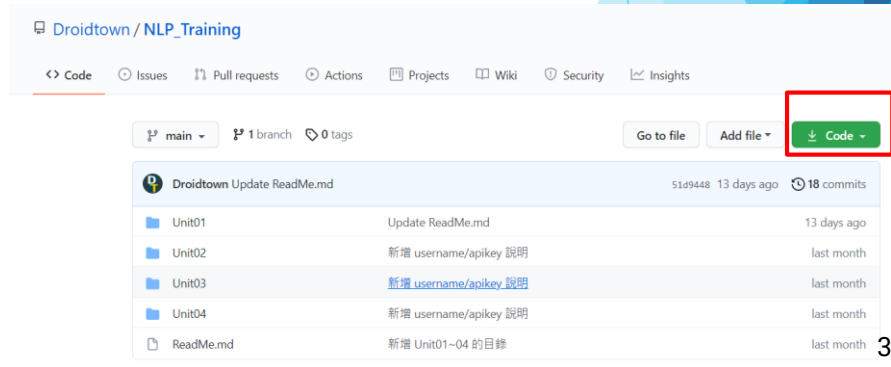 Droidtown / NLP_Training
<> Code Issues Pull requests Actions Projects Wiki Security Insights
main 1 branch 0 tags Go to file Add file Code
Droidtown Update ReadMe.md 51d9448 13 days ago 18 commits
Unit01 Update ReadMe.md 13 days ago
Unit02 新增 username/apikey 說明 last month
Unit03 新增 username/apikey 說明 last month
Unit04 新增 username/apikey 說明 last month
ReadMe.md 新增 Unit01~04 的目錄 last month
3